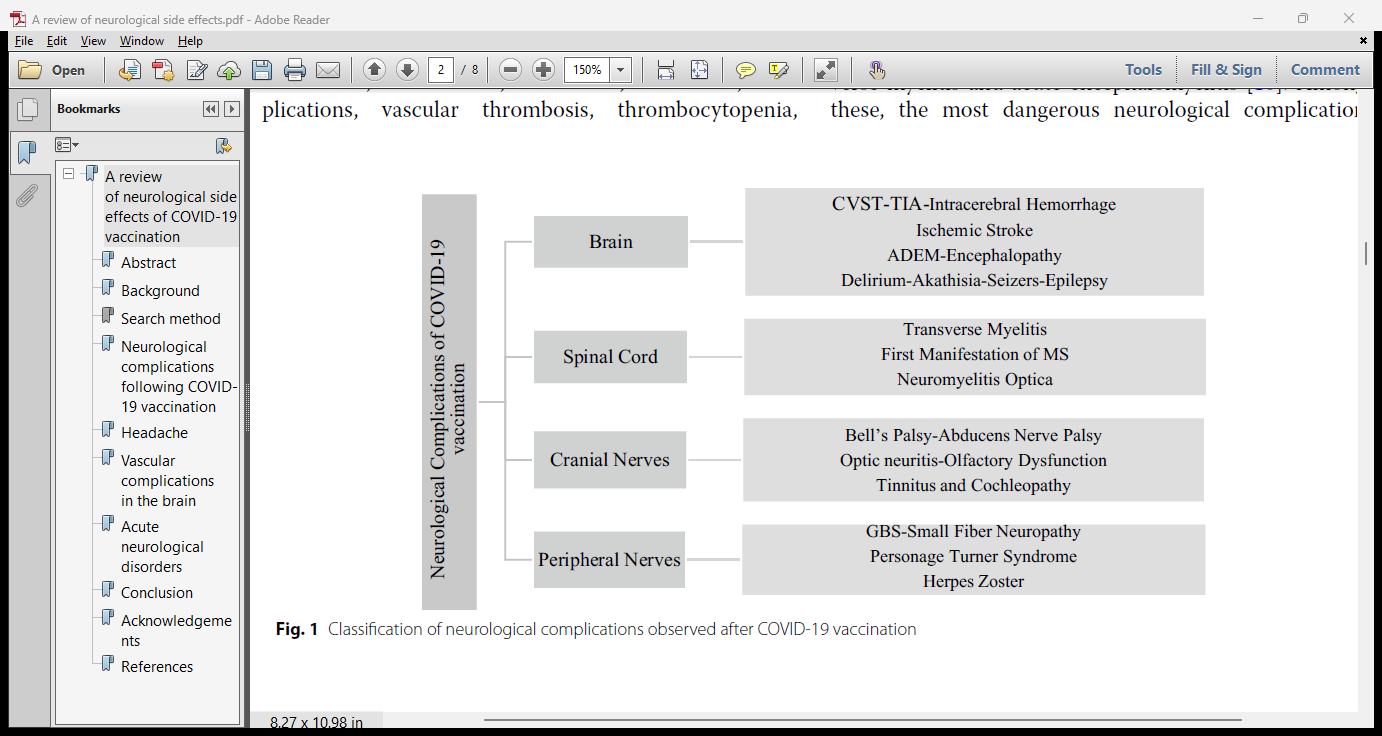 A review of neurological side effects.pdf - Adobe Reader
File Edit View Window Help
Open 2 / 8 150% Tools Fill & Sign Comment
Bookmarks
A review
of neurological side
effects of COVID-19
vaccination
Abstract
Background
Search method
Neurological
complications
following COVID-
19 vaccination
Headache
Vascular
complications
in the brain
Acute
neurological
disorders
Conclusion
Acknowledgeme
nts
References
plications, vascular thrombosis, thrombocytopenia,
these, the most dangerous neurological complication
Neurological Complications of COVID-19
vaccination
Brain
CVST-TIA-Intracerebral Hemorrhage
Ischemic Stroke
ADEM-Encephalopathy
Delirium-Akathisia-Seizers-Epilepsy
Spinal Cord
Transverse Myelitis
First Manifestation of MS
Neuromyelitis Optica
Cranial Nerves
Bell's Palsy-Abducens Nerve Palsy
Optic neuritis-Olfactory Dysfunction
Tinnitus and Cochleopathy
Peripheral Nerves
GBS-Small Fiber Neuropathy
Personage Turner Syndrome
Herpes Zoster
Fig. 1 Classification of neurological complications observed after COVID-19 vaccination
8.27 x 10.98 in